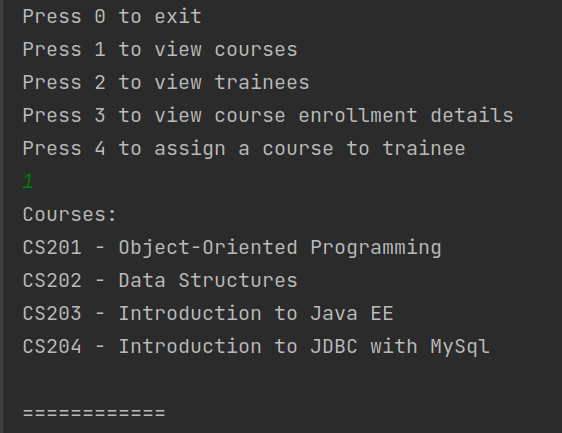 Press 0 to exit
Press 1 to view courses
Press 2 to view trainees
Press 3 to view course enrollment details
Press 4 to assign a course to trainee
1
Courses:
CS201 - Object-Oriented Programming
CS202 - Data Structures
CS203 - Introduction to Java EE
CS204 - Introduction to JDBC with MySql
============